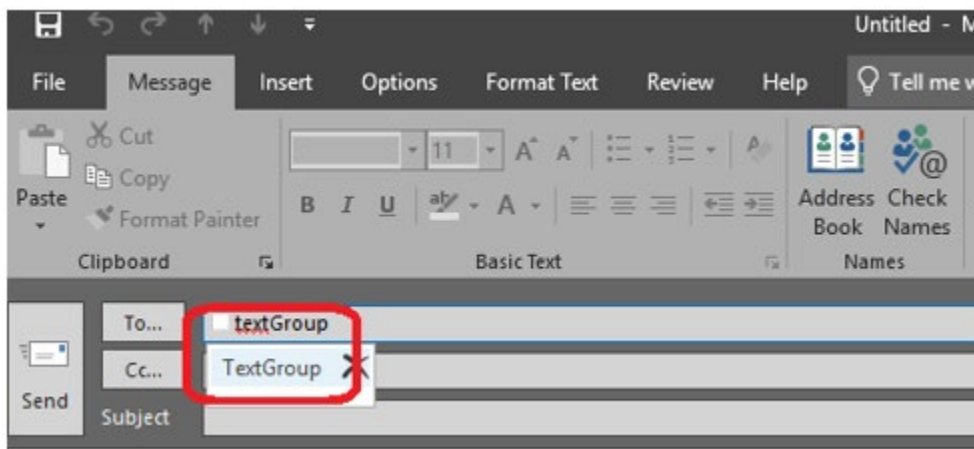 Untitled - M
File Message Insert Options Format Text Review Help Tell me w
Paste
Cut
Copy
Format Painter
Clipboard
11
A A A
B I U ab A
Basic Text
Address Book
Check Names
@
Names
Send
To... textGroup
Cc... TextGroup
Subject